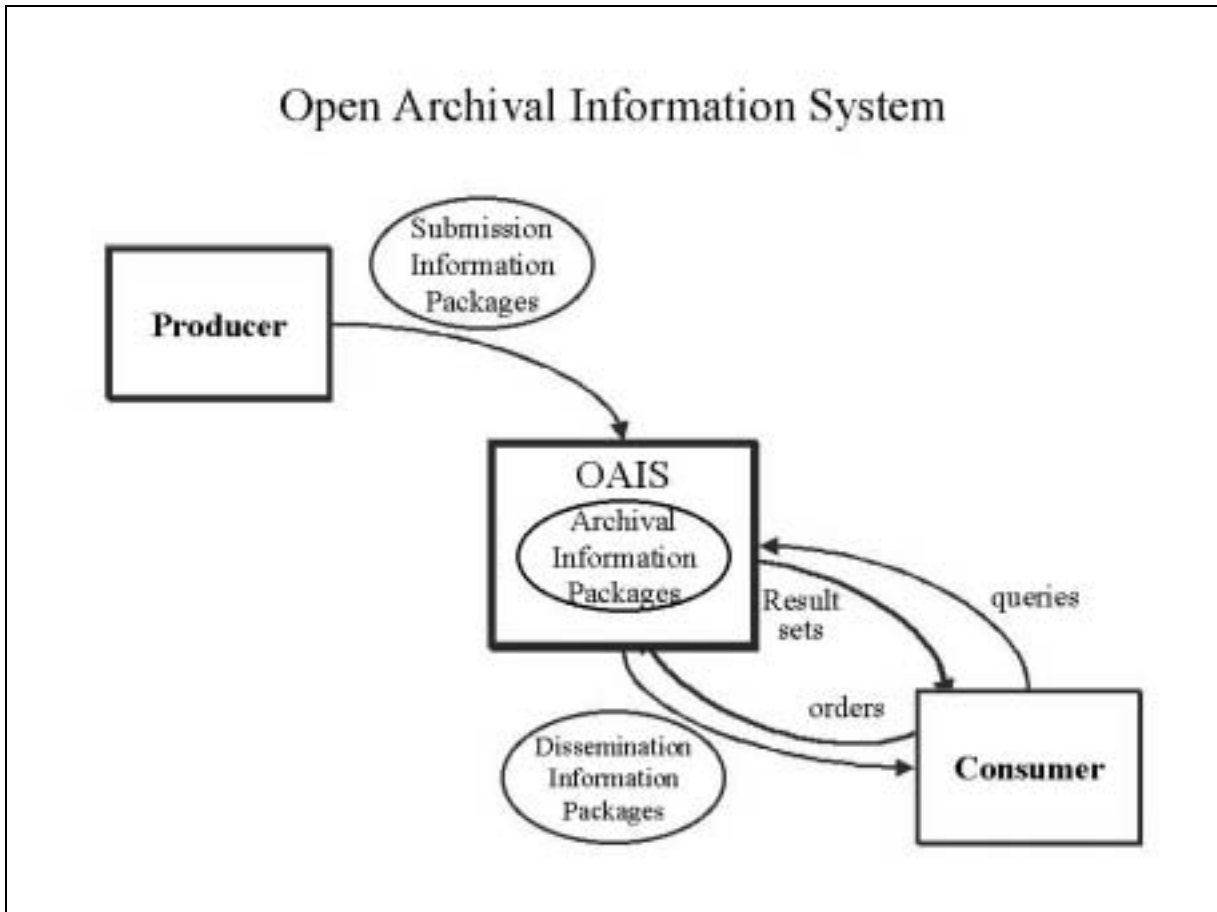 Open Archival Information System
Submission
Information
Packages
Producer
OAIS
Archival
Information
Packages
Result
sets
queries
orders
Dissemination
Information
Packages
Consumer